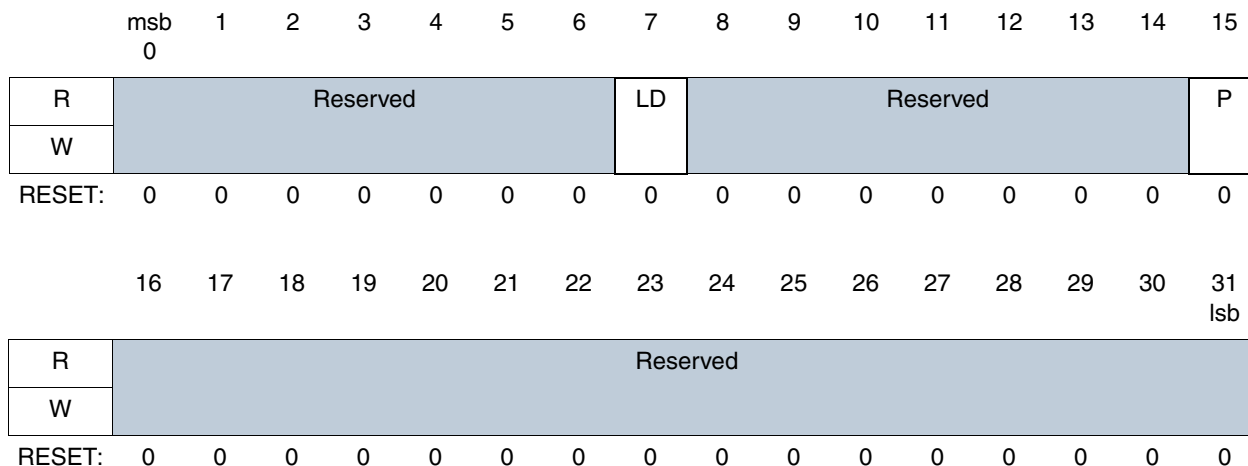 msb 1 2 3 4 5 6 7 8 9 10 11 12 13 14 15
0
R Reserved LD Reserved P
W
RESET: 0 0 0 0 0 0 0 0 0 0 0 0 0 0 0 0
16 17 18 19 20 21 22 23 24 25 26 27 28 29 30 31
lsb
R Reserved
W
RESET: 0 0 0 0 0 0 0 0 0 0 0 0 0 0 0 0